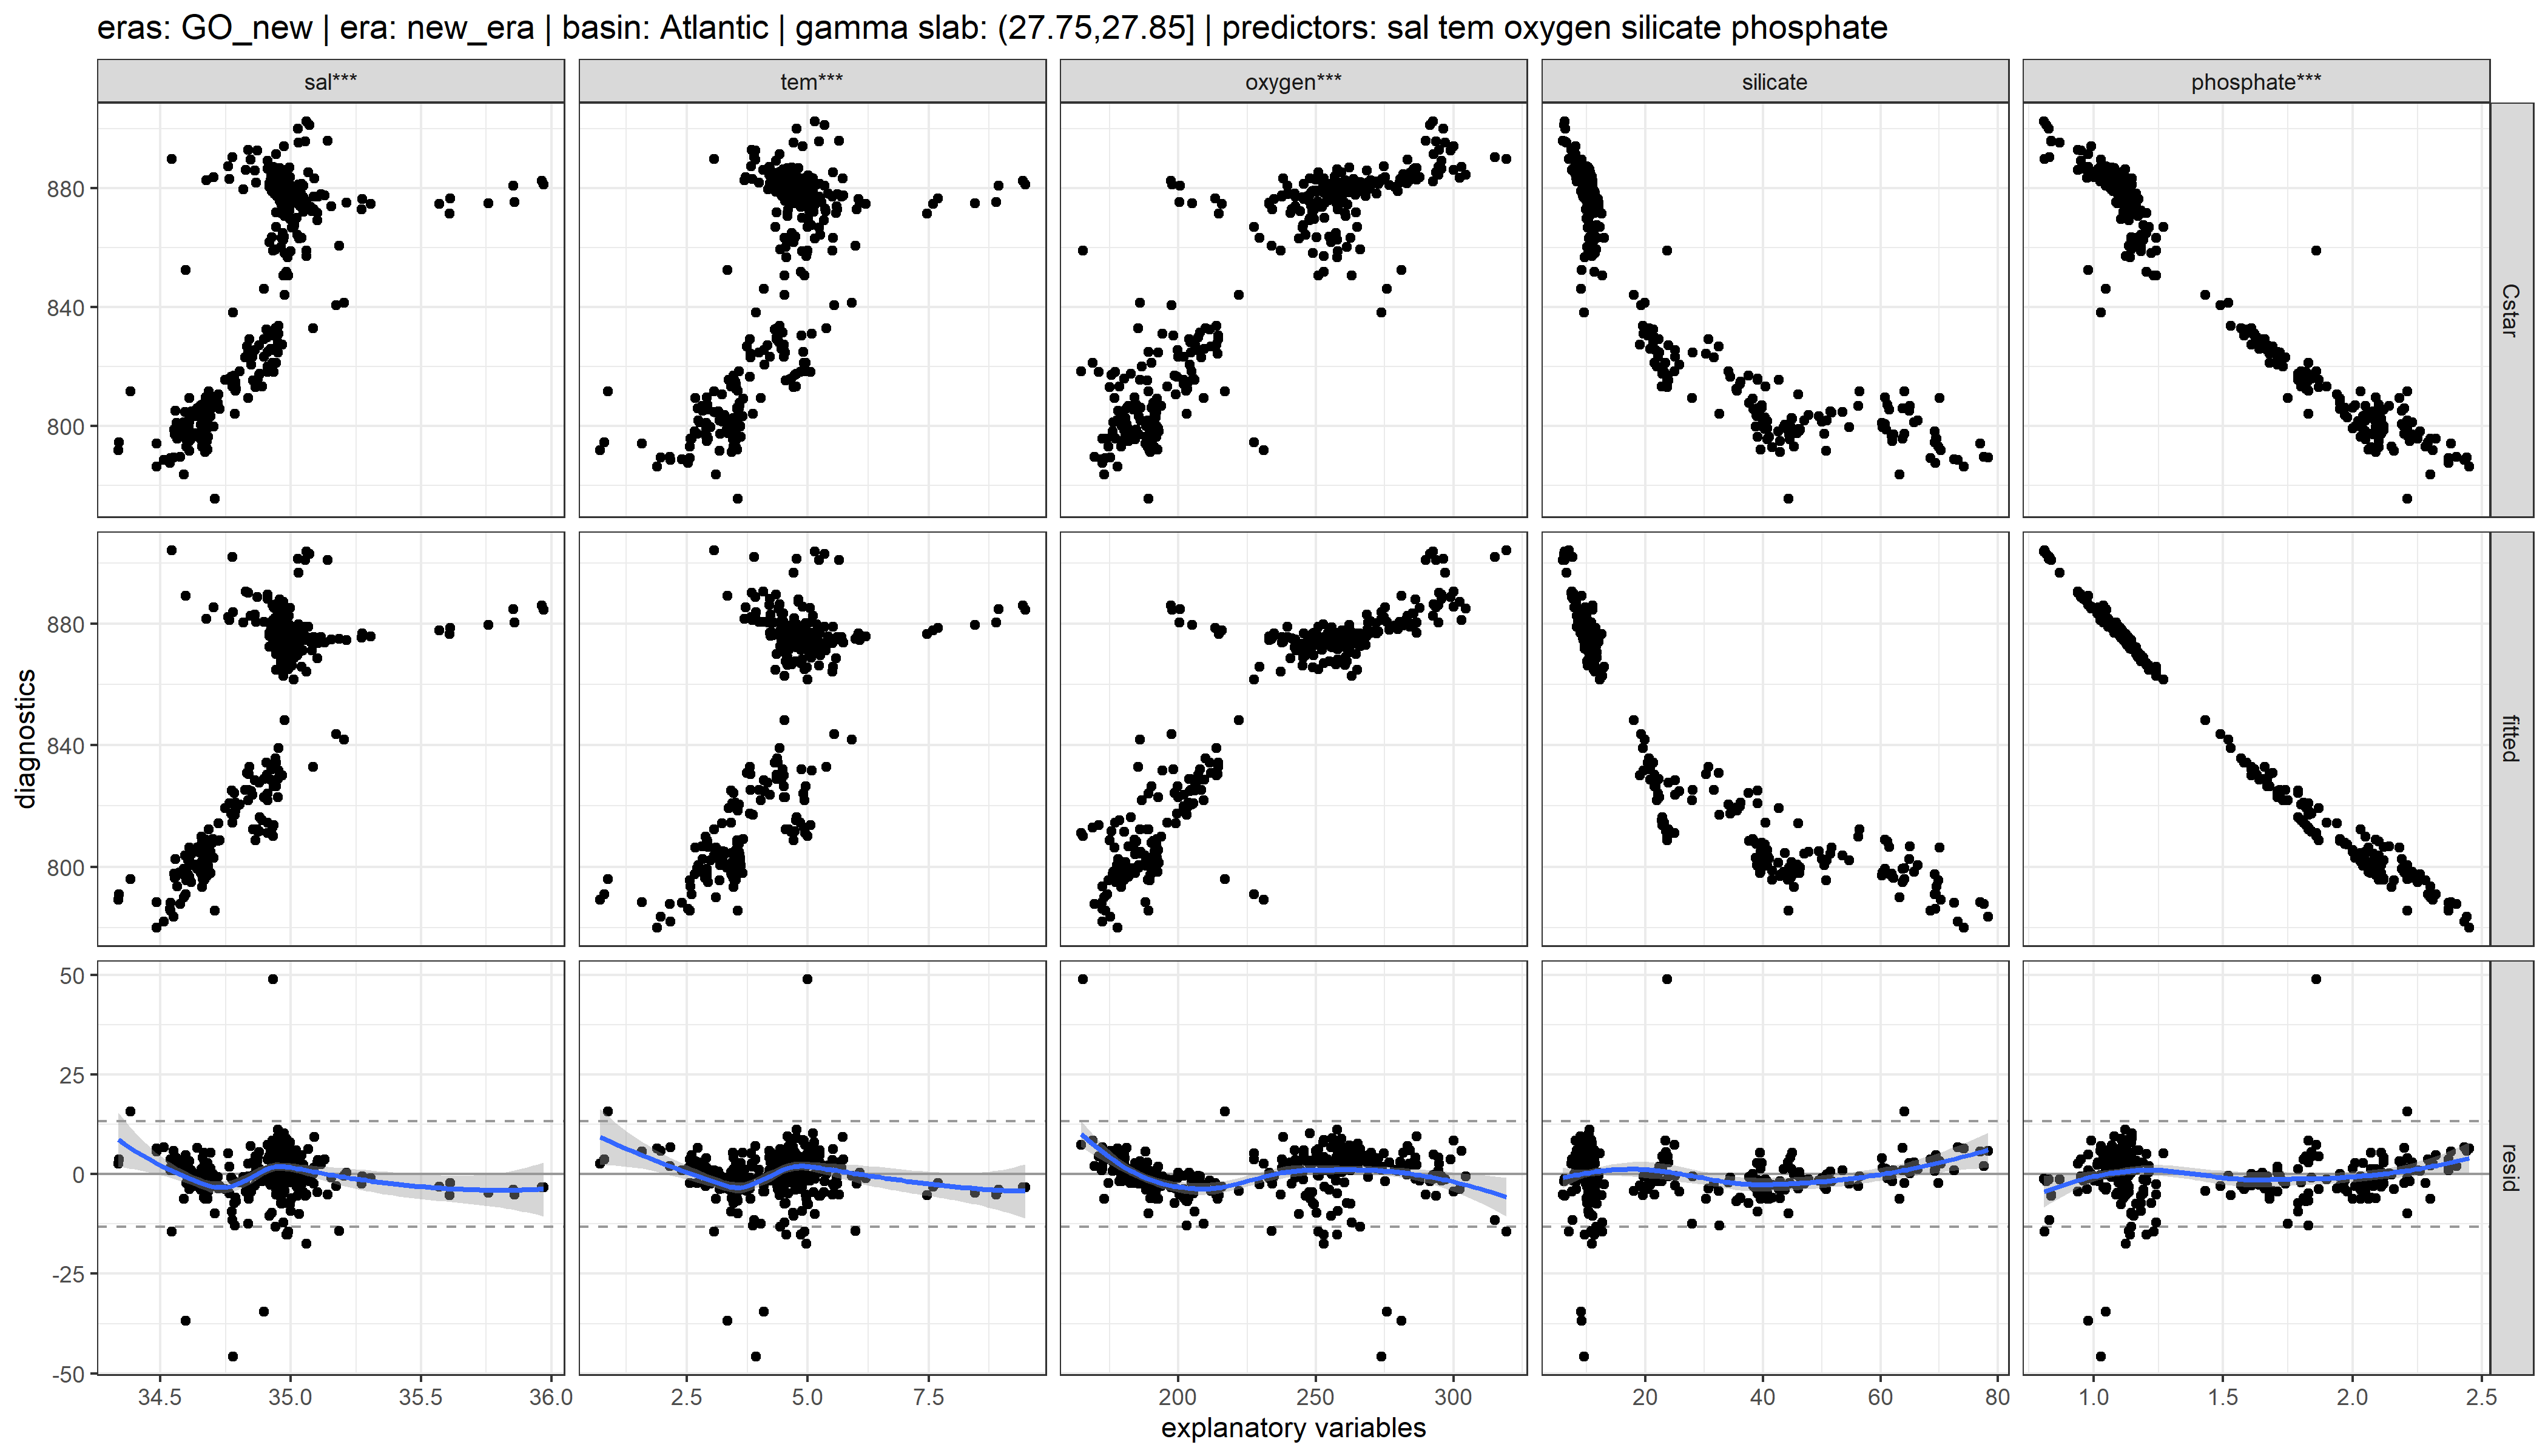 eras: GO_new | era: new_era | basin: Atlantic | gamma slab: (27.75,27.85] | predictors: sal tem oxygen silicate phosphate
sal*** tem*** oxygen*** silicate phosphate***
880
840
800
Cstar
880
840
800
fitted
diagnostics
50
25
0
-25
-50
resid
34.5 35.0 35.5 36.0 2.5 5.0 7.5 200 250 300 20 40 60 80 1.0 1.5 2.0 2.5
explanatory variables